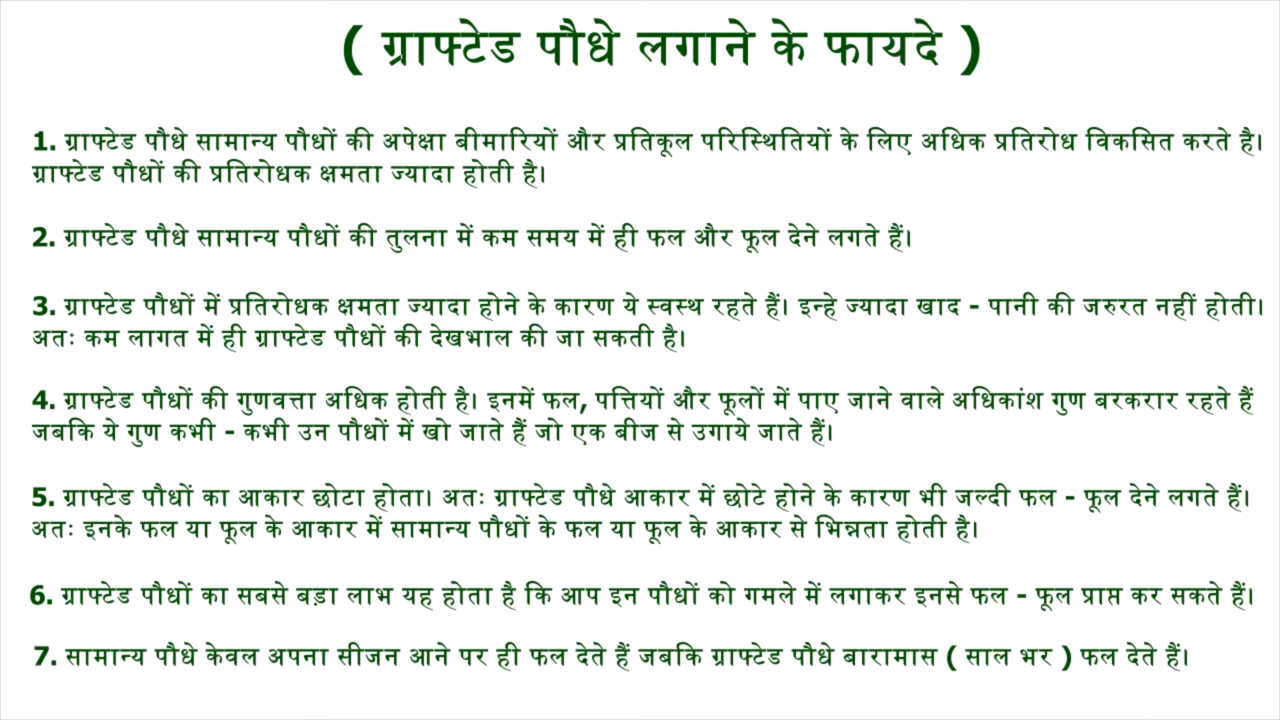 ( ग्राफ्टेड पौधे लगाने के फायदे )
1. ग्राफ्टेड पौधे सामान्य पौधों की अपेक्षा बीमारियों और प्रतिकूल परिस्थितियों के लिए अधिक प्रतिरोध विकसित करते है।
ग्राफ्टेड पौधों की प्रतिरोधक क्षमता ज्यादा होती है।
2. ग्राफ्टेड पौधे सामान्य पौधों की तुलना में कम समय में ही फल और फूल देने लगते हैं।
3. ग्राफ्टेड पौधों में प्रतिरोधक क्षमता ज्यादा होने के कारण ये स्वस्थ रहते हैं। इन्हे ज्यादा खाद - पानी की जरुरत नहीं होती।
अतः कम लागत में ही ग्राफ्टेड पौधों की देखभाल की जा सकती है।
4. ग्राफ्टेड पौधों की गुणवत्ता अधिक होती है। इनमें फल, पत्तियों और फूलों में पाए जाने वाले अधिकांश गुण बरकरार रहते हैं
जबकि ये गुण कभी - कभी उन पौधों में खो जाते हैं जो एक बीज से उगाये जाते हैं।
5. ग्राफ्टेड पौधों का आकार छोटा होता। अतः ग्राफ्टेड पौधे आकार में छोटे होने के कारण भी जल्दी फल - फूल देने लगते हैं।
अतः इनके फल या फूल के आकार में सामान्य पौधों के फल या फूल के आकार से भिन्नता होती है।
6. ग्राफ्टेड पौधों का सबसे बड़ा लाभ यह होता है कि आप इन पौधों को गमले में लगाकर इनसे फल - फूल प्राप्त कर सकते हैं।
7. सामान्य पौधे केवल अपना सीजन आने पर ही फल देते हैं जबकि ग्राफ्टेड पौधे बारामास ( साल भर ) फल देते हैं।